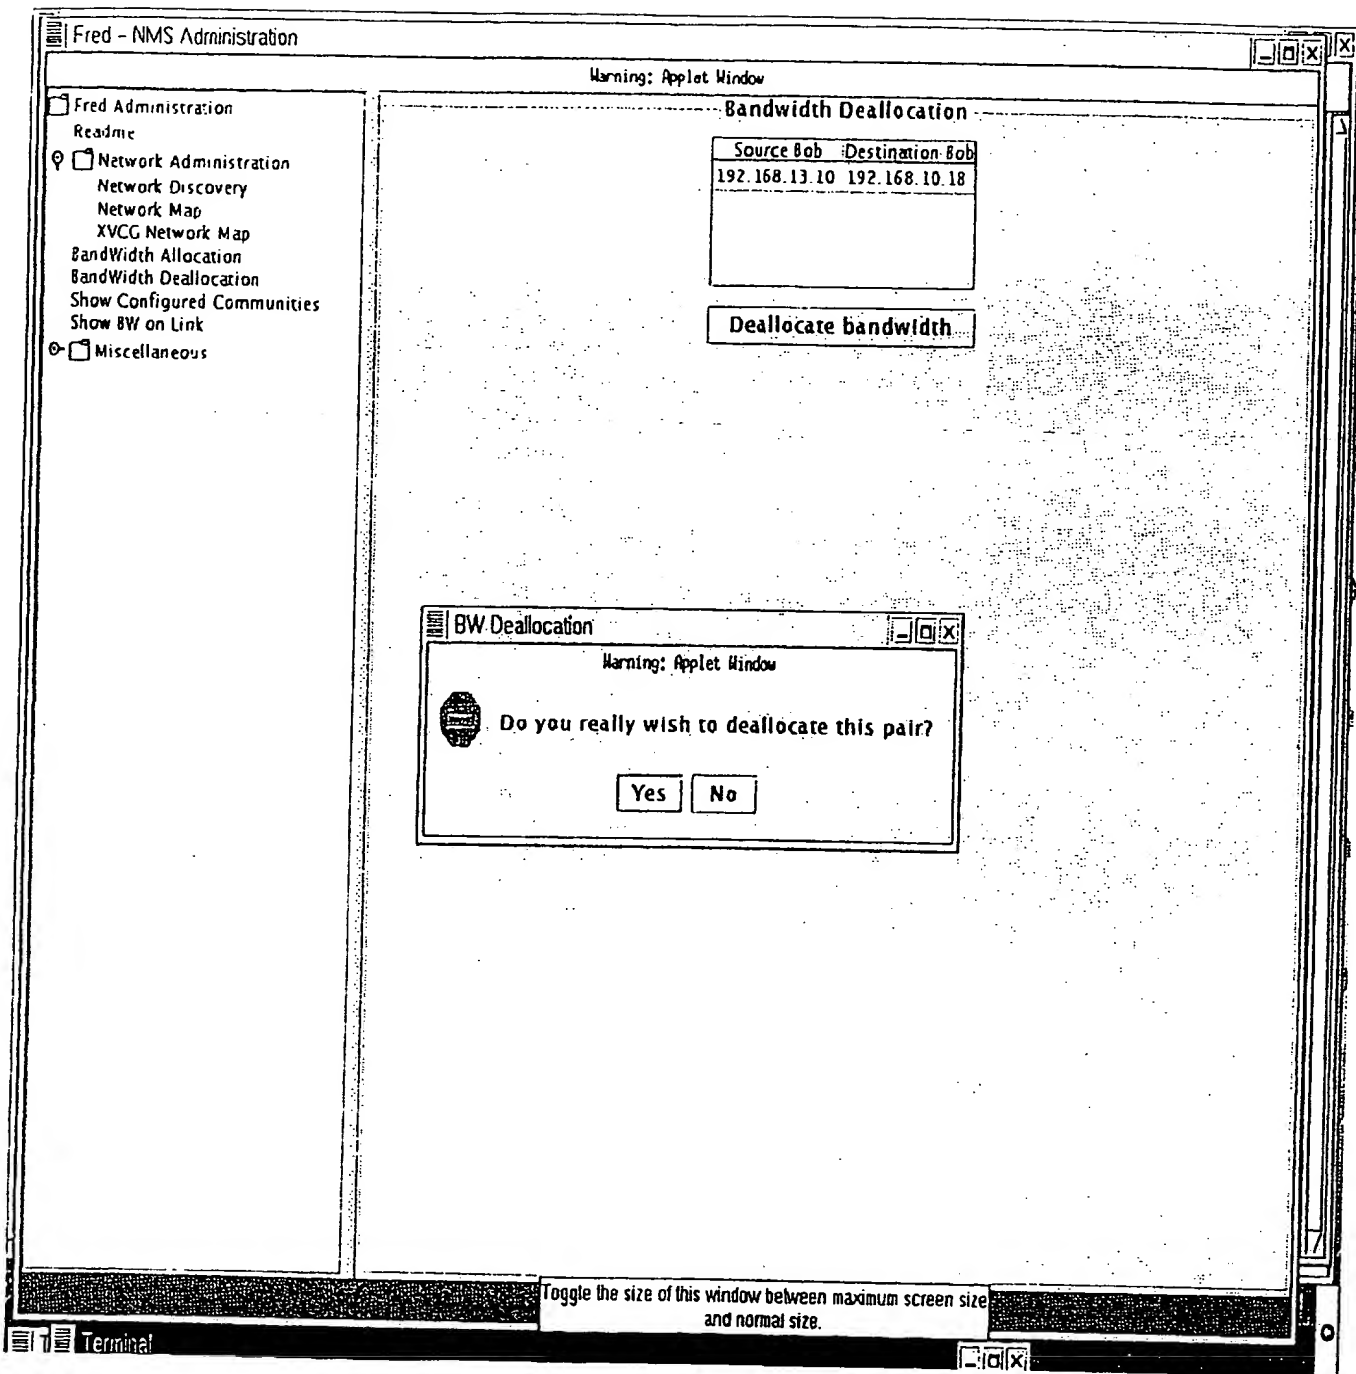 Fred - NMS Administration
Warning: Applet Window
Fred Administration
Readme
Network Administration
Network Discovery
Network Map
XVCG Network Map
BandWidth Allocation
BandWidth Deallocation
Show Configured Communities
Show BW on Link
Miscellaneous
Bandwidth Deallocation
Source Bob Destination Bob
192.168.13.10 192.168.10.18
Deallocate bandwidth
BW Deallocation
Warning: Applet Window
Do you really wish to deallocate this pair?
Yes No
Toggle the size of this window between maximum screen size
and normal size.
T Terminal